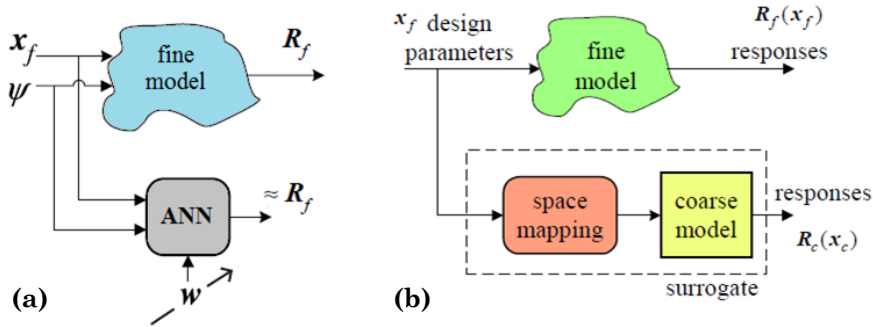 x_f
ψ
fine
model
R_f
ANN
≈ R_f
w
(a)
x_f design
parameters
fine
model
R_f(x_f)
responses
space
mapping
coarse
model
responses
R_c(x_c)
surrogate
(b)